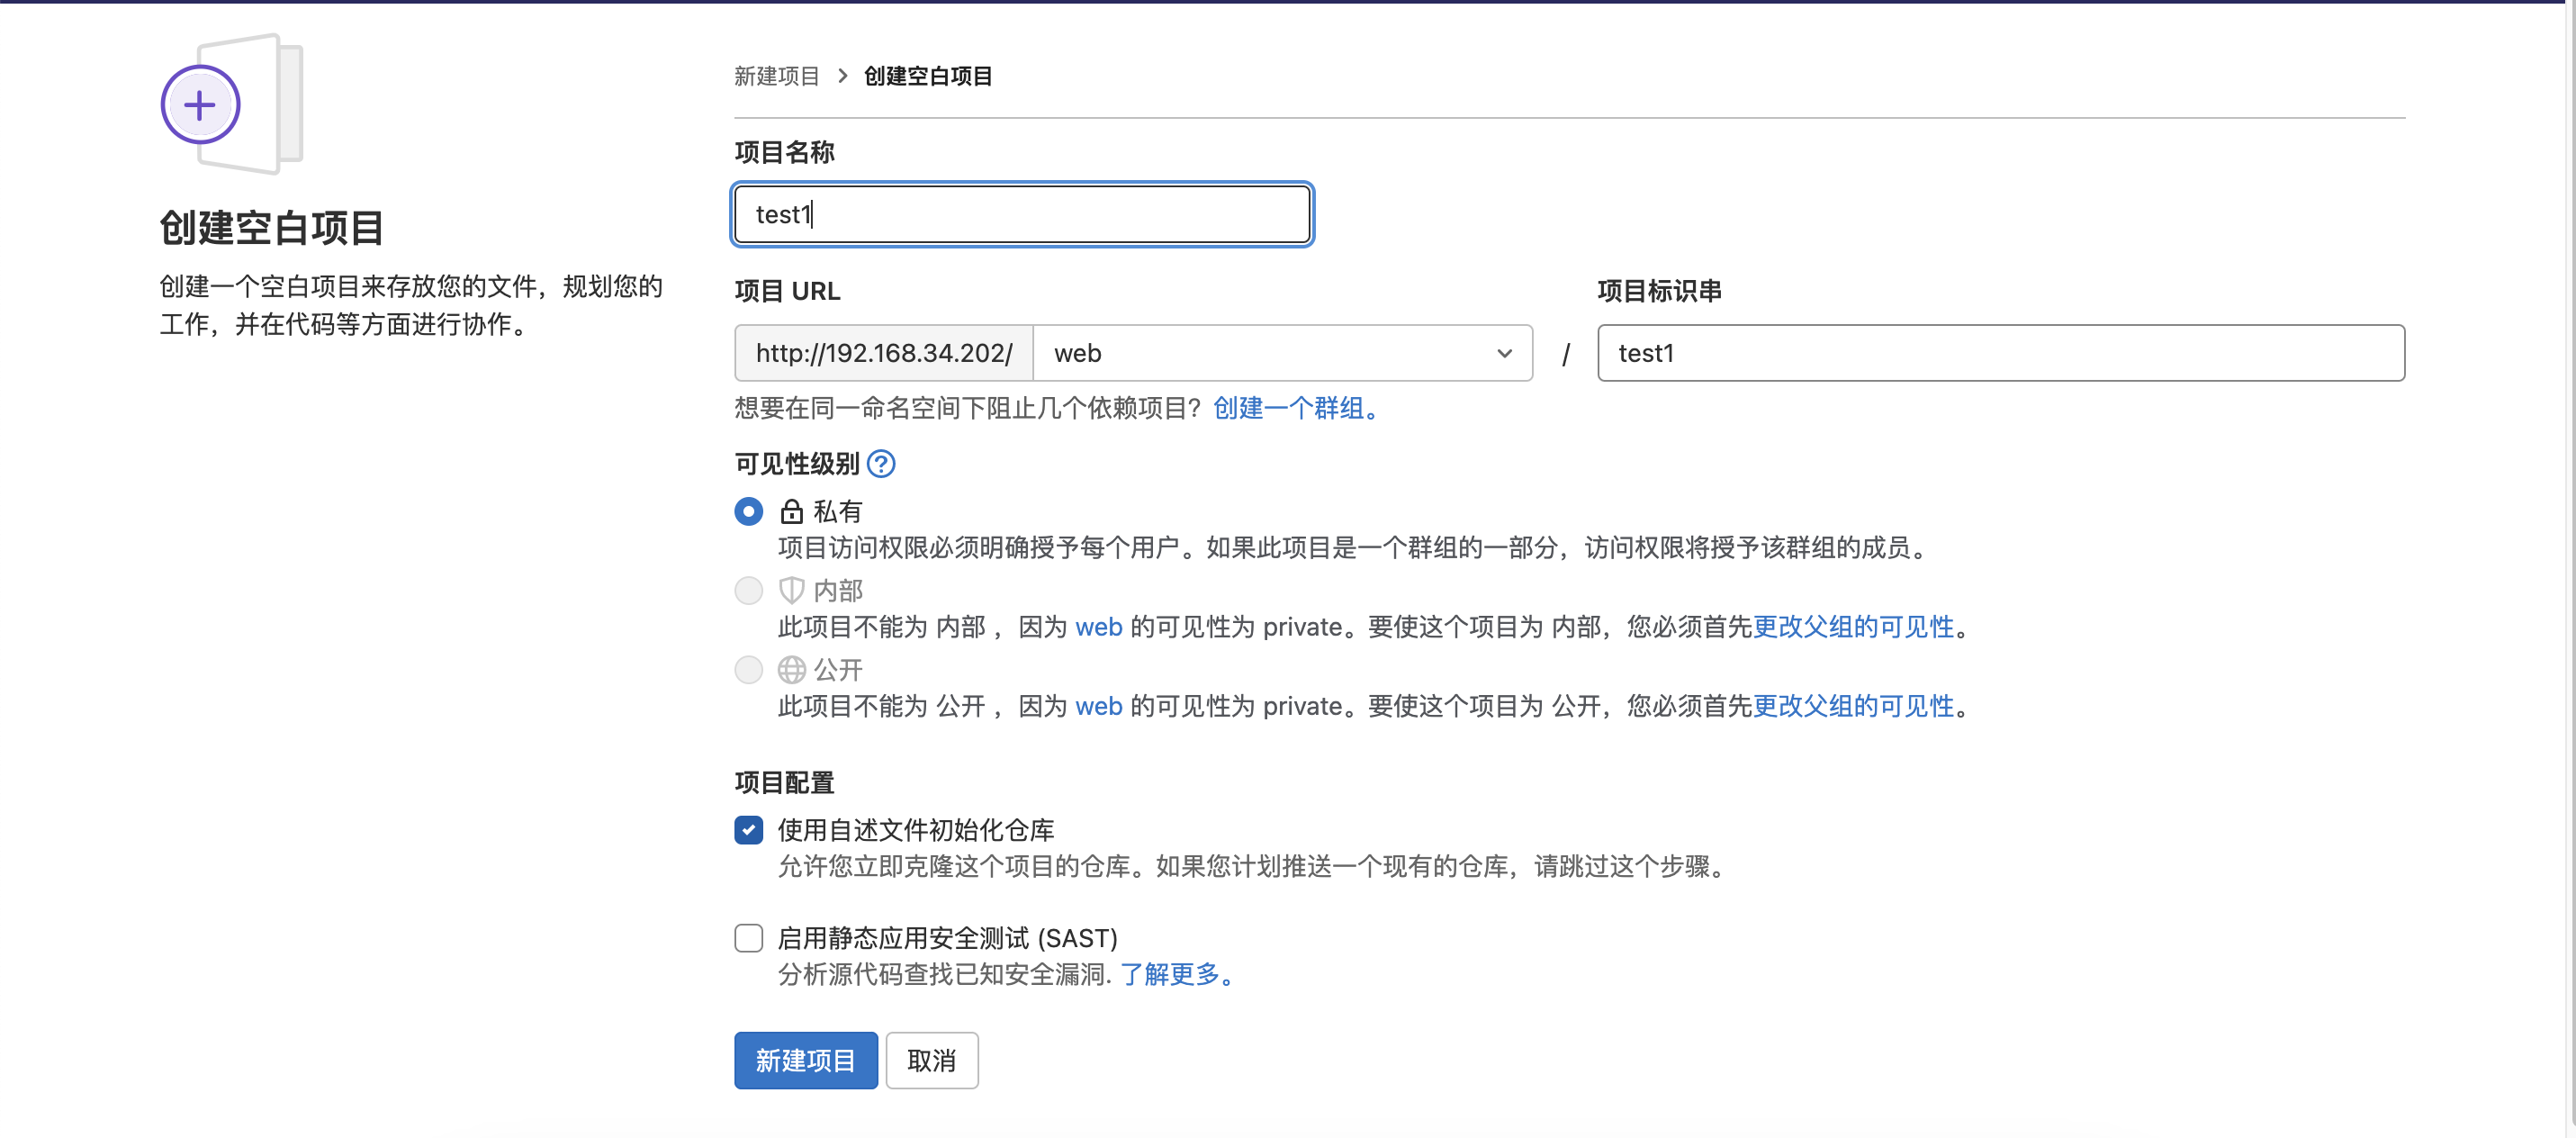 新建项目 > 创建空白项目
创建空白项目
创建一个空白项目来存放您的文件，规划您的
工作，并在代码等方面进行协作。
项目名称
test1
项目 URL
项目标识串
http://192.168.34.202/ web / test1
想要在同一命名空间下阻止几个依赖项目？创建一个群组。
可见性级别 ?
私有
项目访问权限必须明确授予每个用户。如果此项目是一个群组的一部分，访问权限将授予该群组的成员。
内部
此项目不能为 内部 ，因为 web 的可见性为 private。要使这个项目为 内部，您必须首先更改父组的可见性。
公开
此项目不能为 公开 ，因为 web 的可见性为 private。要使这个项目为 公开，您必须首先更改父组的可见性。
项目配置
使用自述文件初始化仓库
允许您立即克隆这个项目的仓库。如果您计划推送一个现有的仓库，请跳过这个步骤。
启用静态应用安全测试 (SAST)
分析源代码查找已知安全漏洞. 了解更多。
新建项目 取消